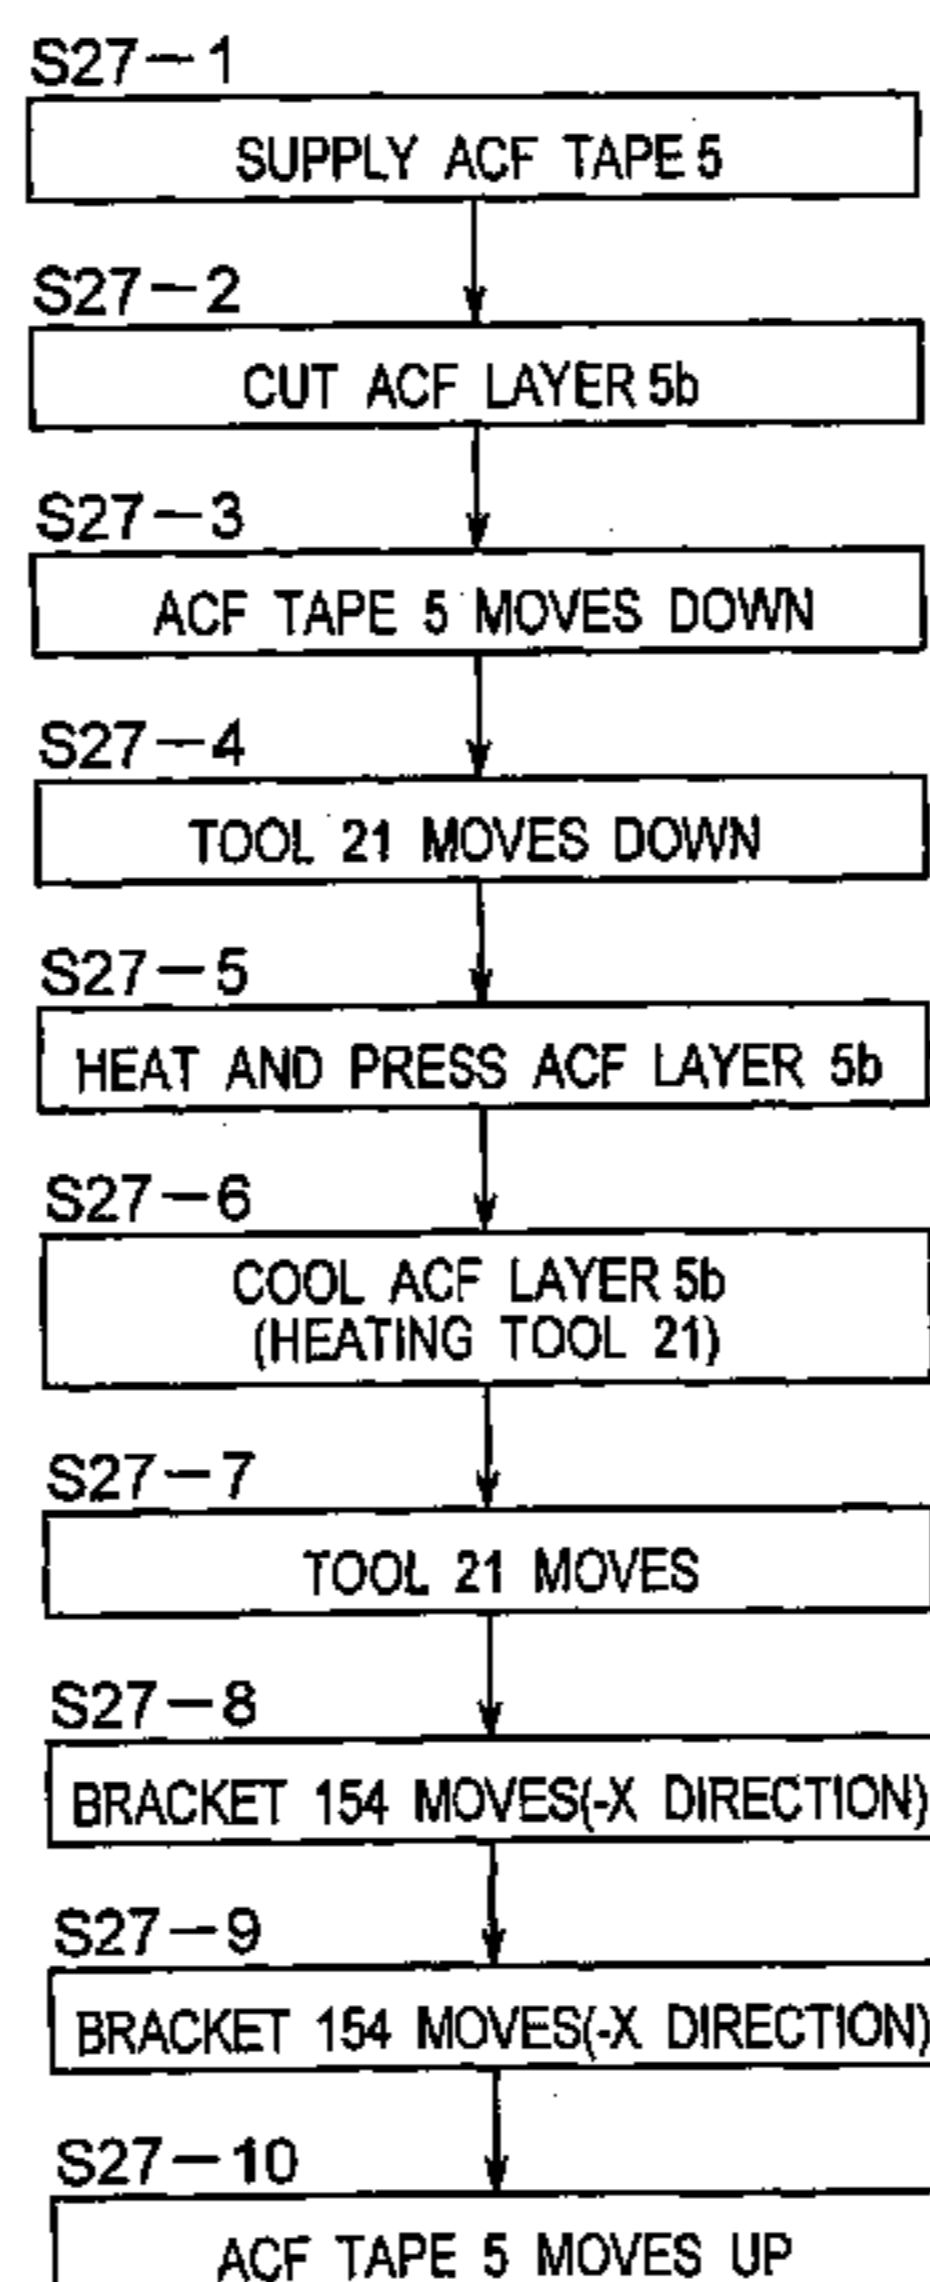 S27-1
SUPPLY ACF TAPE 5
S27-2
CUT ACF LAYER 5b
S27-3
ACF TAPE 5 MOVES DOWN
S27-4
TOOL 21 MOVES DOWN
S27-5
HEAT AND PRESS ACF LAYER 5b
S27-6
COOL ACF LAYER 5b
(HEATING TOOL 21)
S27-7
TOOL 21 MOVES
S27-8
BRACKET 154 MOVES(-X DIRECTION)
S27-9
BRACKET 154 MOVES(-X DIRECTION)
S27-10
ACF TAPE 5 MOVES UP